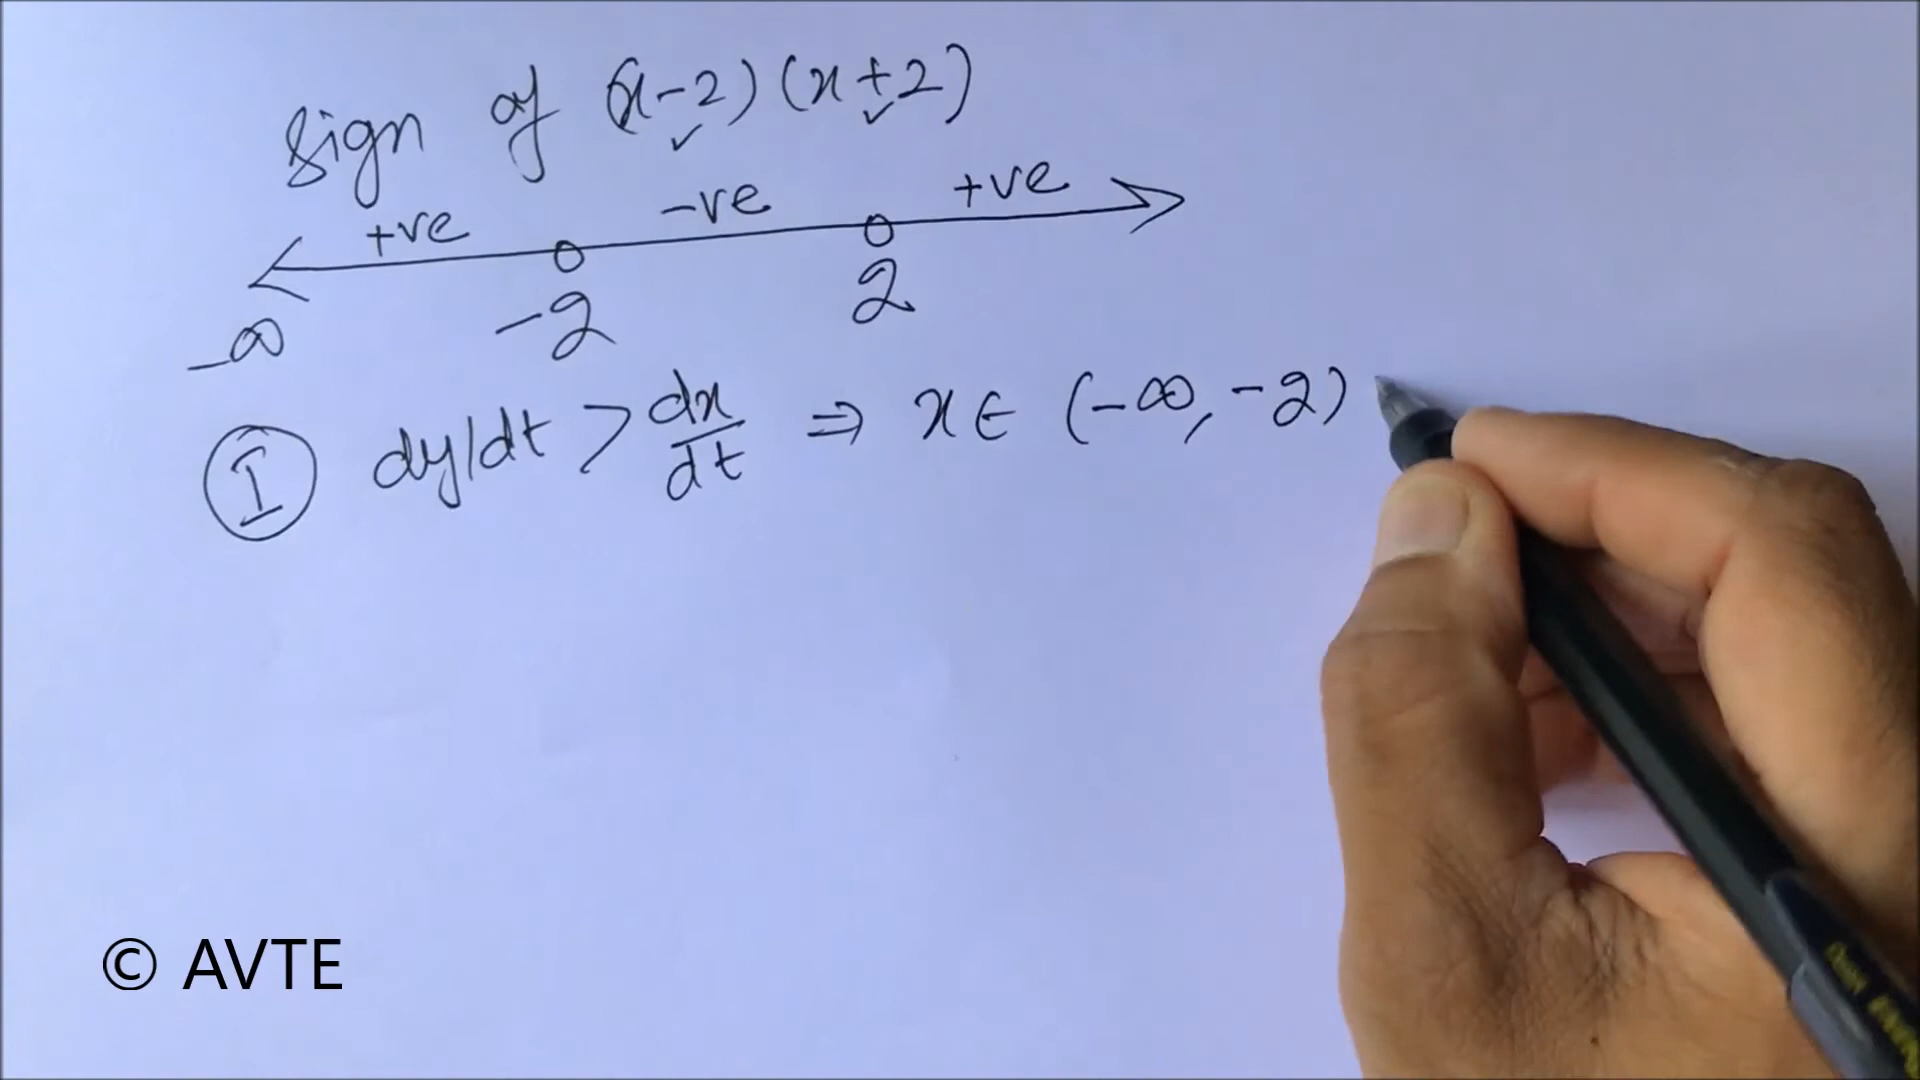 Sign of (x-2)(x+2)
+ve -ve +ve
-∞ -2 2
I dy/dt > dx/dt ⇒ x ∈ (-∞, -2)
© AVTE